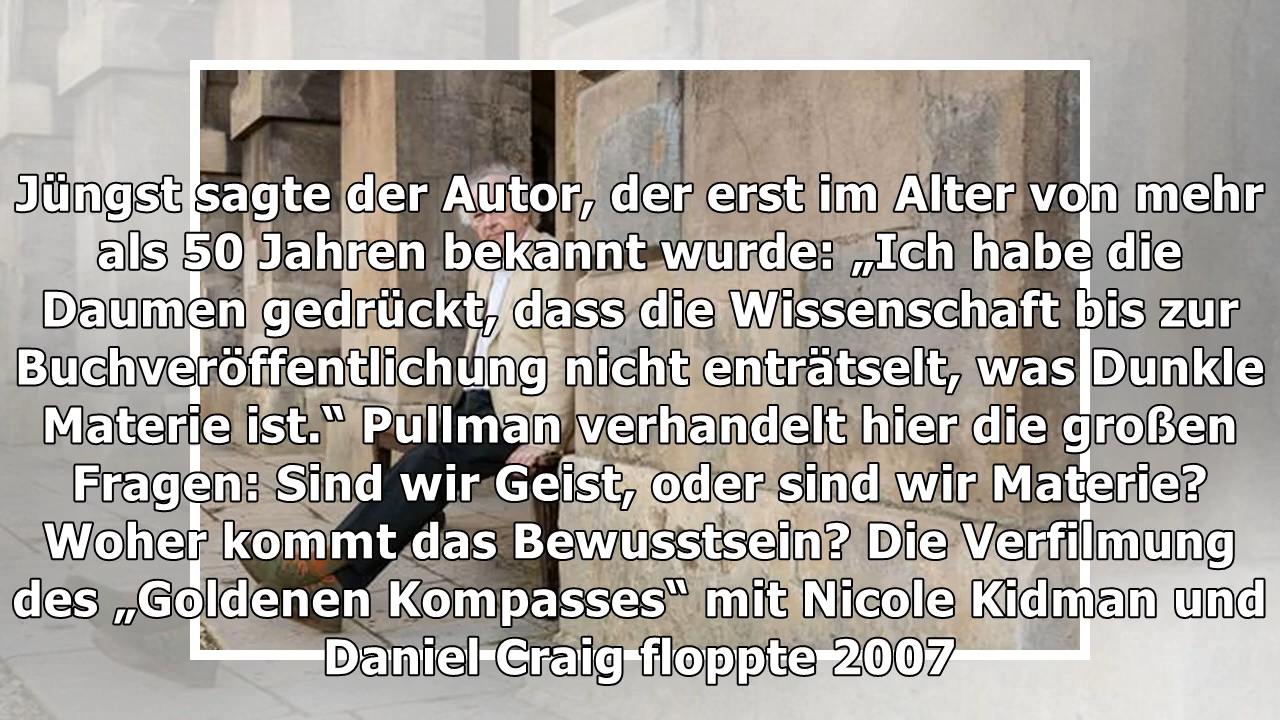 Jüngst sagte der Autor, der erst im Alter von mehr
als 50 Jahren bekannt wurde: „Ich habe die
Daumen gedrückt, dass die Wissenschaft bis zur
Buchveröffentlichung nicht enträtselt, was Dunkle
Materie ist.“ Pullman verhandelt hier die großen
Fragen: Sind wir Geist, oder sind wir Materie?
Woher kommt das Bewusstsein? Die Verfilmung
des „Goldenen Kompasses“ mit Nicole Kidman und
Daniel Craig floppte 2007